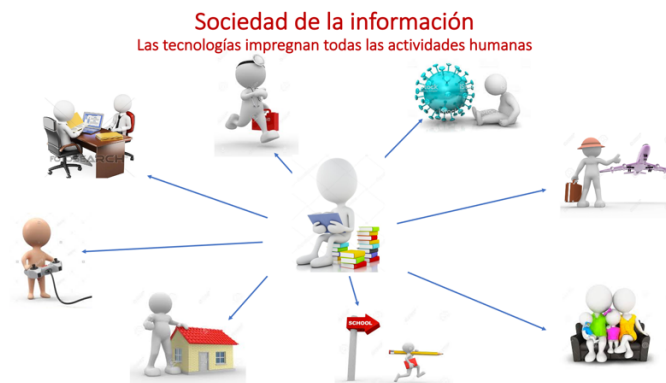 Sociedad de la información
Las tecnologías impregnan todas las actividades humanas
SCHOOL